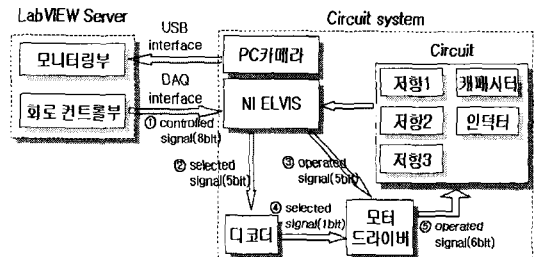 LabVIEW Server
Circuit system
USB
interface
PC카메라
Circuit
모니터링부
DAQ
interface
NI ELVIS
저항1
캐패시터
회로 컨트롤부
① controlled
signal(8bit)
저항2
인덕터
저항3
② selected
signal(5bit)
③ operated
signal(5bit)
④ selected
signal(1bit)
디코더
모터
드라이버
⑤ operated
signal(6bit)